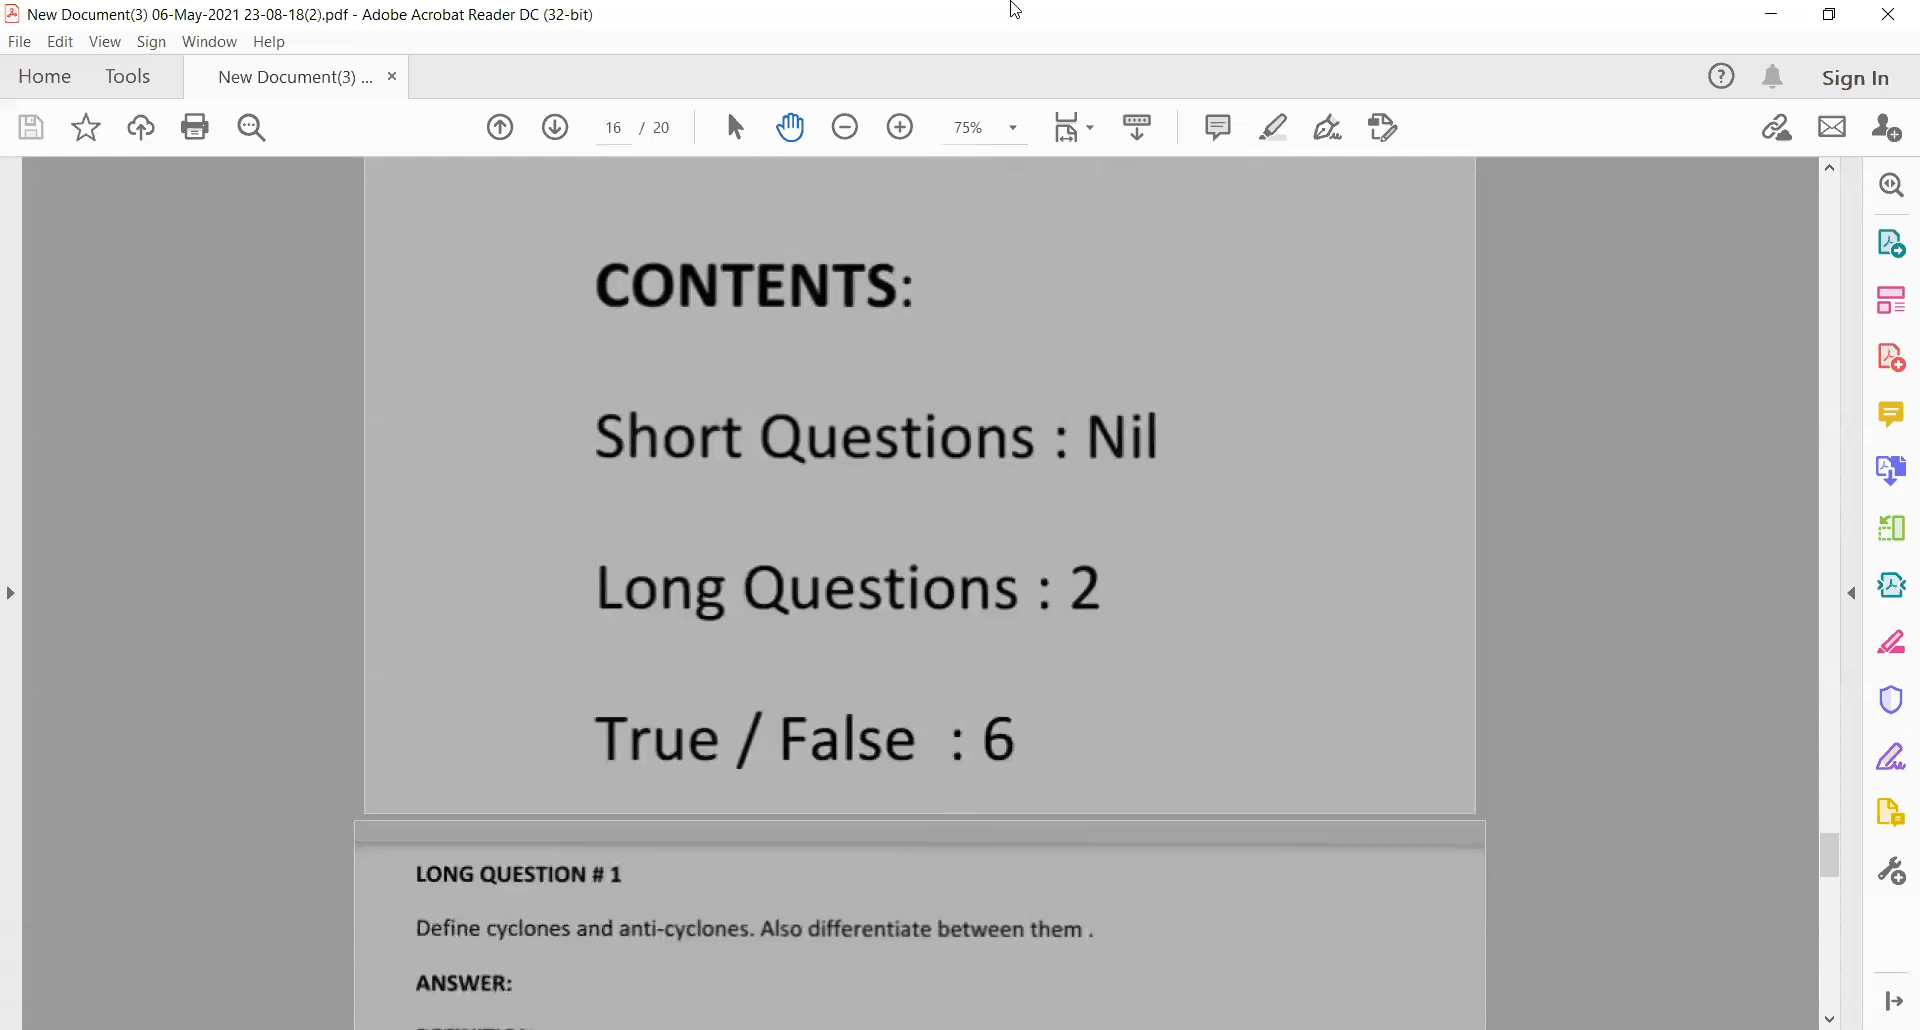 New Document(3) 06-May-2021 23-08-18(2).pdf - Adobe Acrobat Reader DC (32-bit)
File Edit View Sign Window Help
Home Tools New Document(3) ... × Sign In
16 / 20 75%
CONTENTS:
Short Questions : Nil
Long Questions : 2
True / False : 6
LONG QUESTION # 1
Define cyclones and anti-cyclones. Also differentiate between them .
ANSWER: